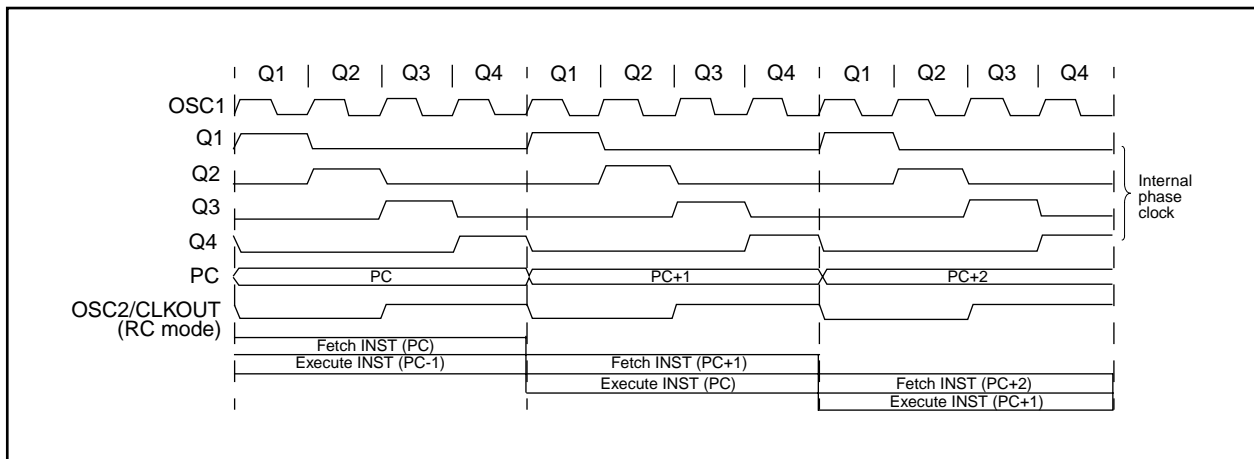 Q1 Q2 Q3 Q4 Q1 Q2 Q3 Q4 Q1 Q2 Q3 Q4
OSC1
Q1
Q2
Q3
Q4
Internal
phase
clock
PC PC PC+1 PC+2
OSC2/CLKOUT
(RC mode)
Fetch INST (PC)
Execute INST (PC-1) Fetch INST (PC+1)
Execute INST (PC) Fetch INST (PC+2)
Execute INST (PC+1)